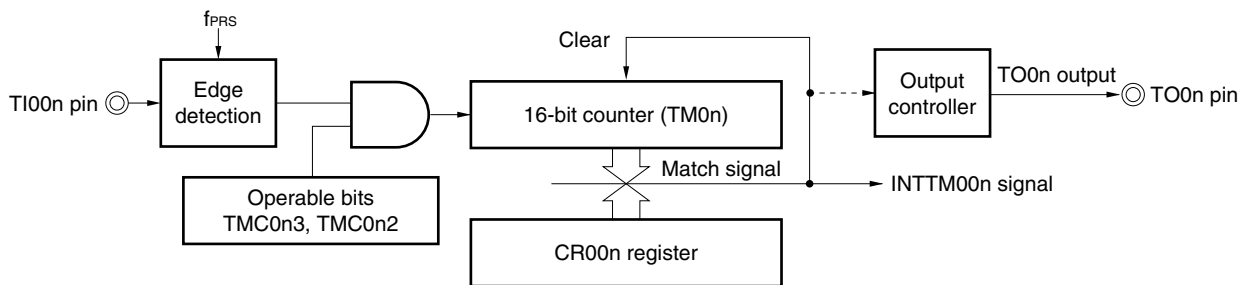 fPRS
Clear
TI00n pin
Edge
detection
16-bit counter (TM0n)
Output
controller
TO0n output
TO0n pin
Match signal
INTTM00n signal
Operable bits
TMC0n3, TMC0n2
CR00n register